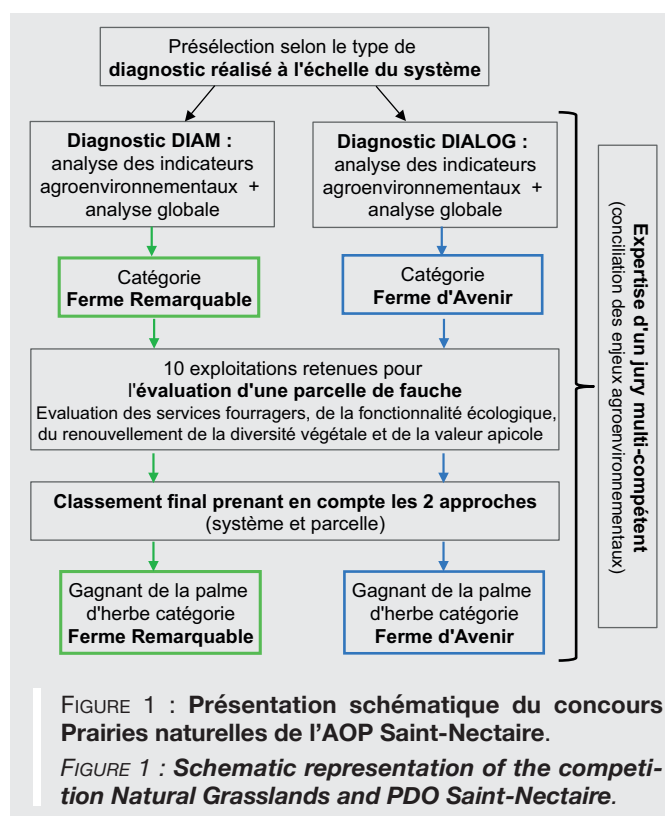 Présélection selon le type de
diagnostic réalisé à l'échelle du système
Diagnostic DIAM :
analyse des indicateurs
agroenvironnementaux +
analyse globale
Diagnostic DIALOG :
analyse des indicateurs
agroenvironnementaux +
analyse globale
Catégorie
Ferme Remarquable
Catégorie
Ferme d'Avenir
10 exploitations retenues pour
l'évaluation d'une parcelle de fauche
Evaluation des services fourragers, de la fonctionnalité écologique,
du renouvellement de la diversité végétale et de la valeur apicole
Classement final prenant en compte les 2 approches
(système et parcelle)
Gagnant de la palme
d'herbe catégorie
Ferme Remarquable
Gagnant de la palme
d'herbe catégorie
Ferme d'Avenir
Expertise d'un jury multi-compétent
(conciliation des enjeux agroenvironnementaux)
FIGURE 1 : Présentation schématique du concours
Prairies naturelles de l'AOP Saint-Nectaire.
FIGURE 1 : Schematic representation of the competi-
tion Natural Grasslands and PDO Saint-Nectaire.